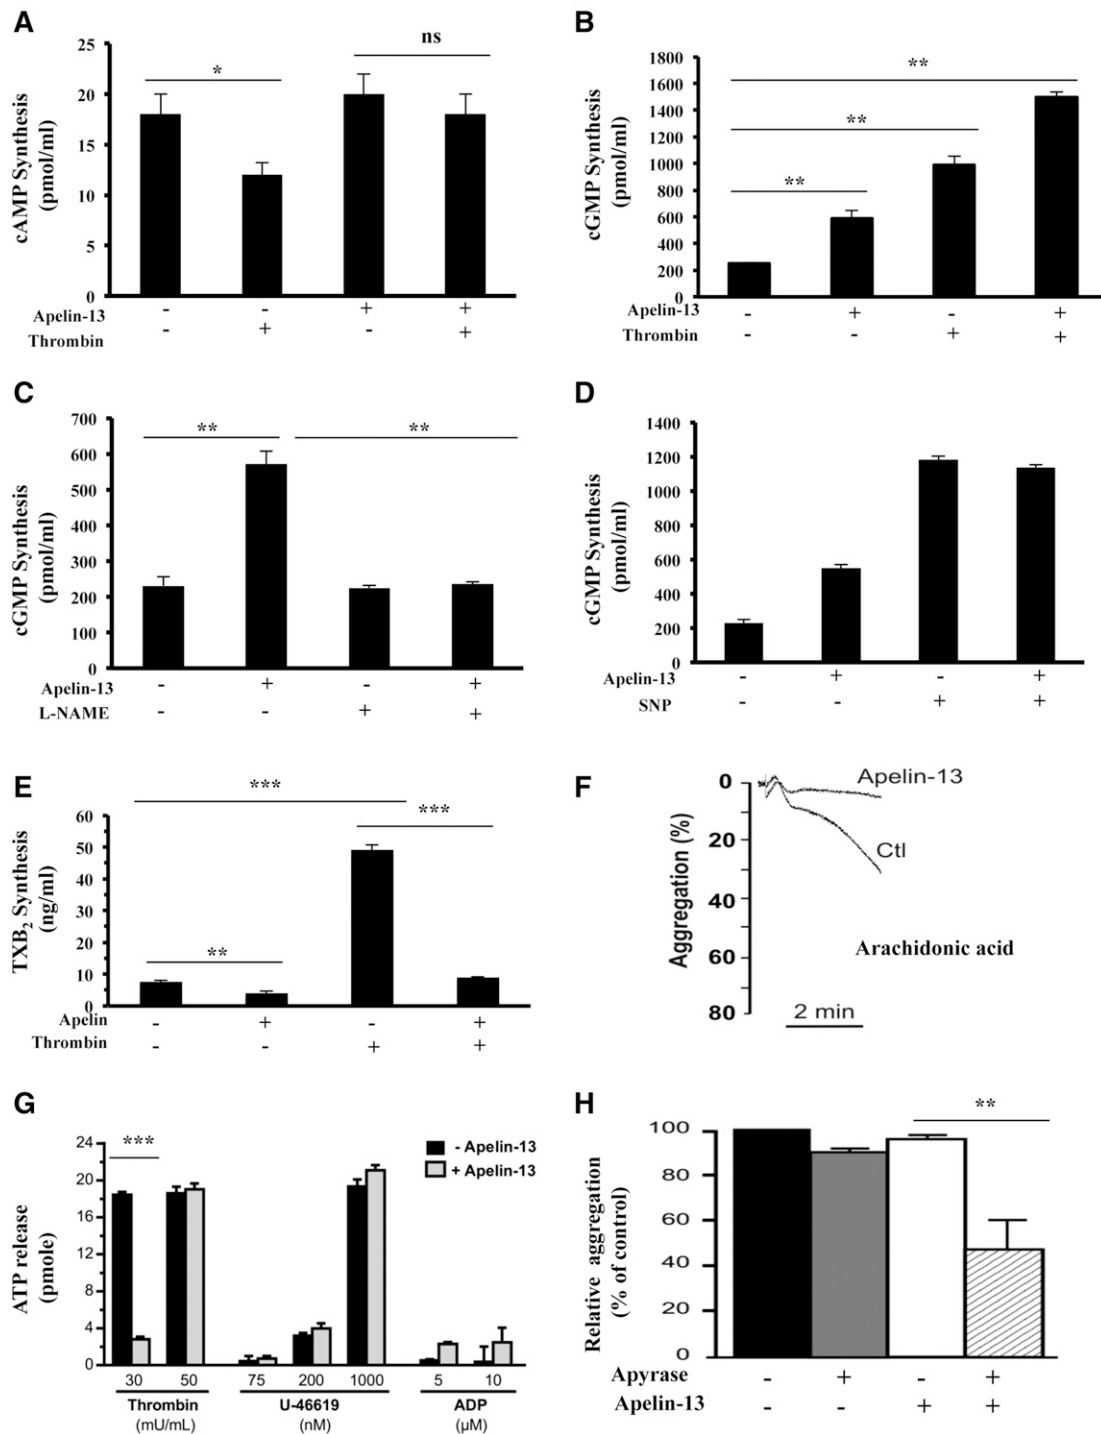 A
cAMP Synthesis
(pmol/ml)
25
20
15
10
5
0
*
ns
Apelin-13 - - + +
Thrombin - + - +
B
cGMP Synthesis
(pmol/ml)
1800
1600
1400
1200
1000
800
600
400
200
0
**
**
**
Apelin-13 - + - +
Thrombin - - + +
C
cGMP Synthesis
(pmol/ml)
700
600
500
400
300
200
100
0
** **
Apelin-13 - + - +
L-NAME - - + +
D
cGMP Synthesis
(pmol/ml)
1400
1200
1000
800
600
400
200
0
Apelin-13 - + - +
SNP - - + +
E
TXB2 Synthesis
(ng/ml)
60
50
40
30
20
10
0
***
***
**
Apelin - + - +
Thrombin - - + +
F
Aggregation (%)
0
20
40
60
80
Apelin-13
Ctl
Arachidonic acid
2 min
G
ATP release
(pmole)
24
20
16
12
8
4
0
***
- Apelin-13
+ Apelin-13
30 50 75 200 1000 5 10
Thrombin U-46619 ADP
(mU/mL) (nM) (µM)
H
Relative aggregation
(% of control)
100
80
60
40
20
0
**
Apyrase - + - +
Apelin-13 - - + +